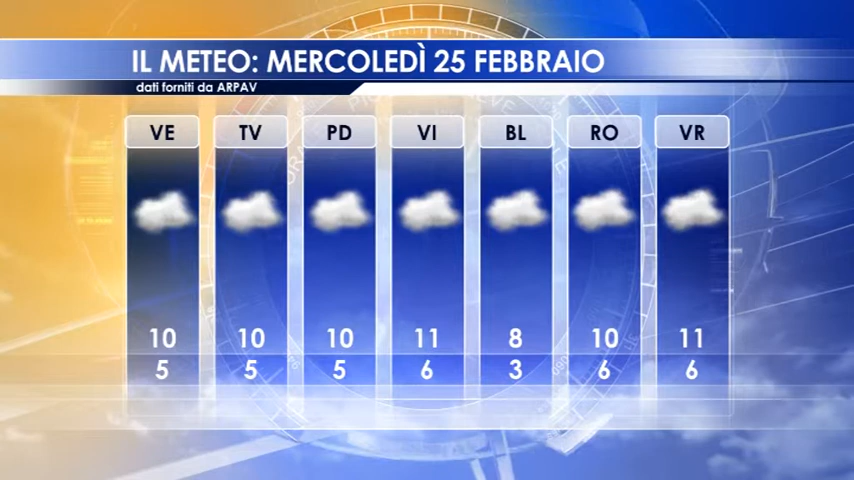 IL METEO: MERCOLEDÌ 25 FEBBRAIO
dati forniti da ARPAV
VE TV PD VI BL RO VR
10 10 10 11 8 10 11
5 5 5 6 3 6 6